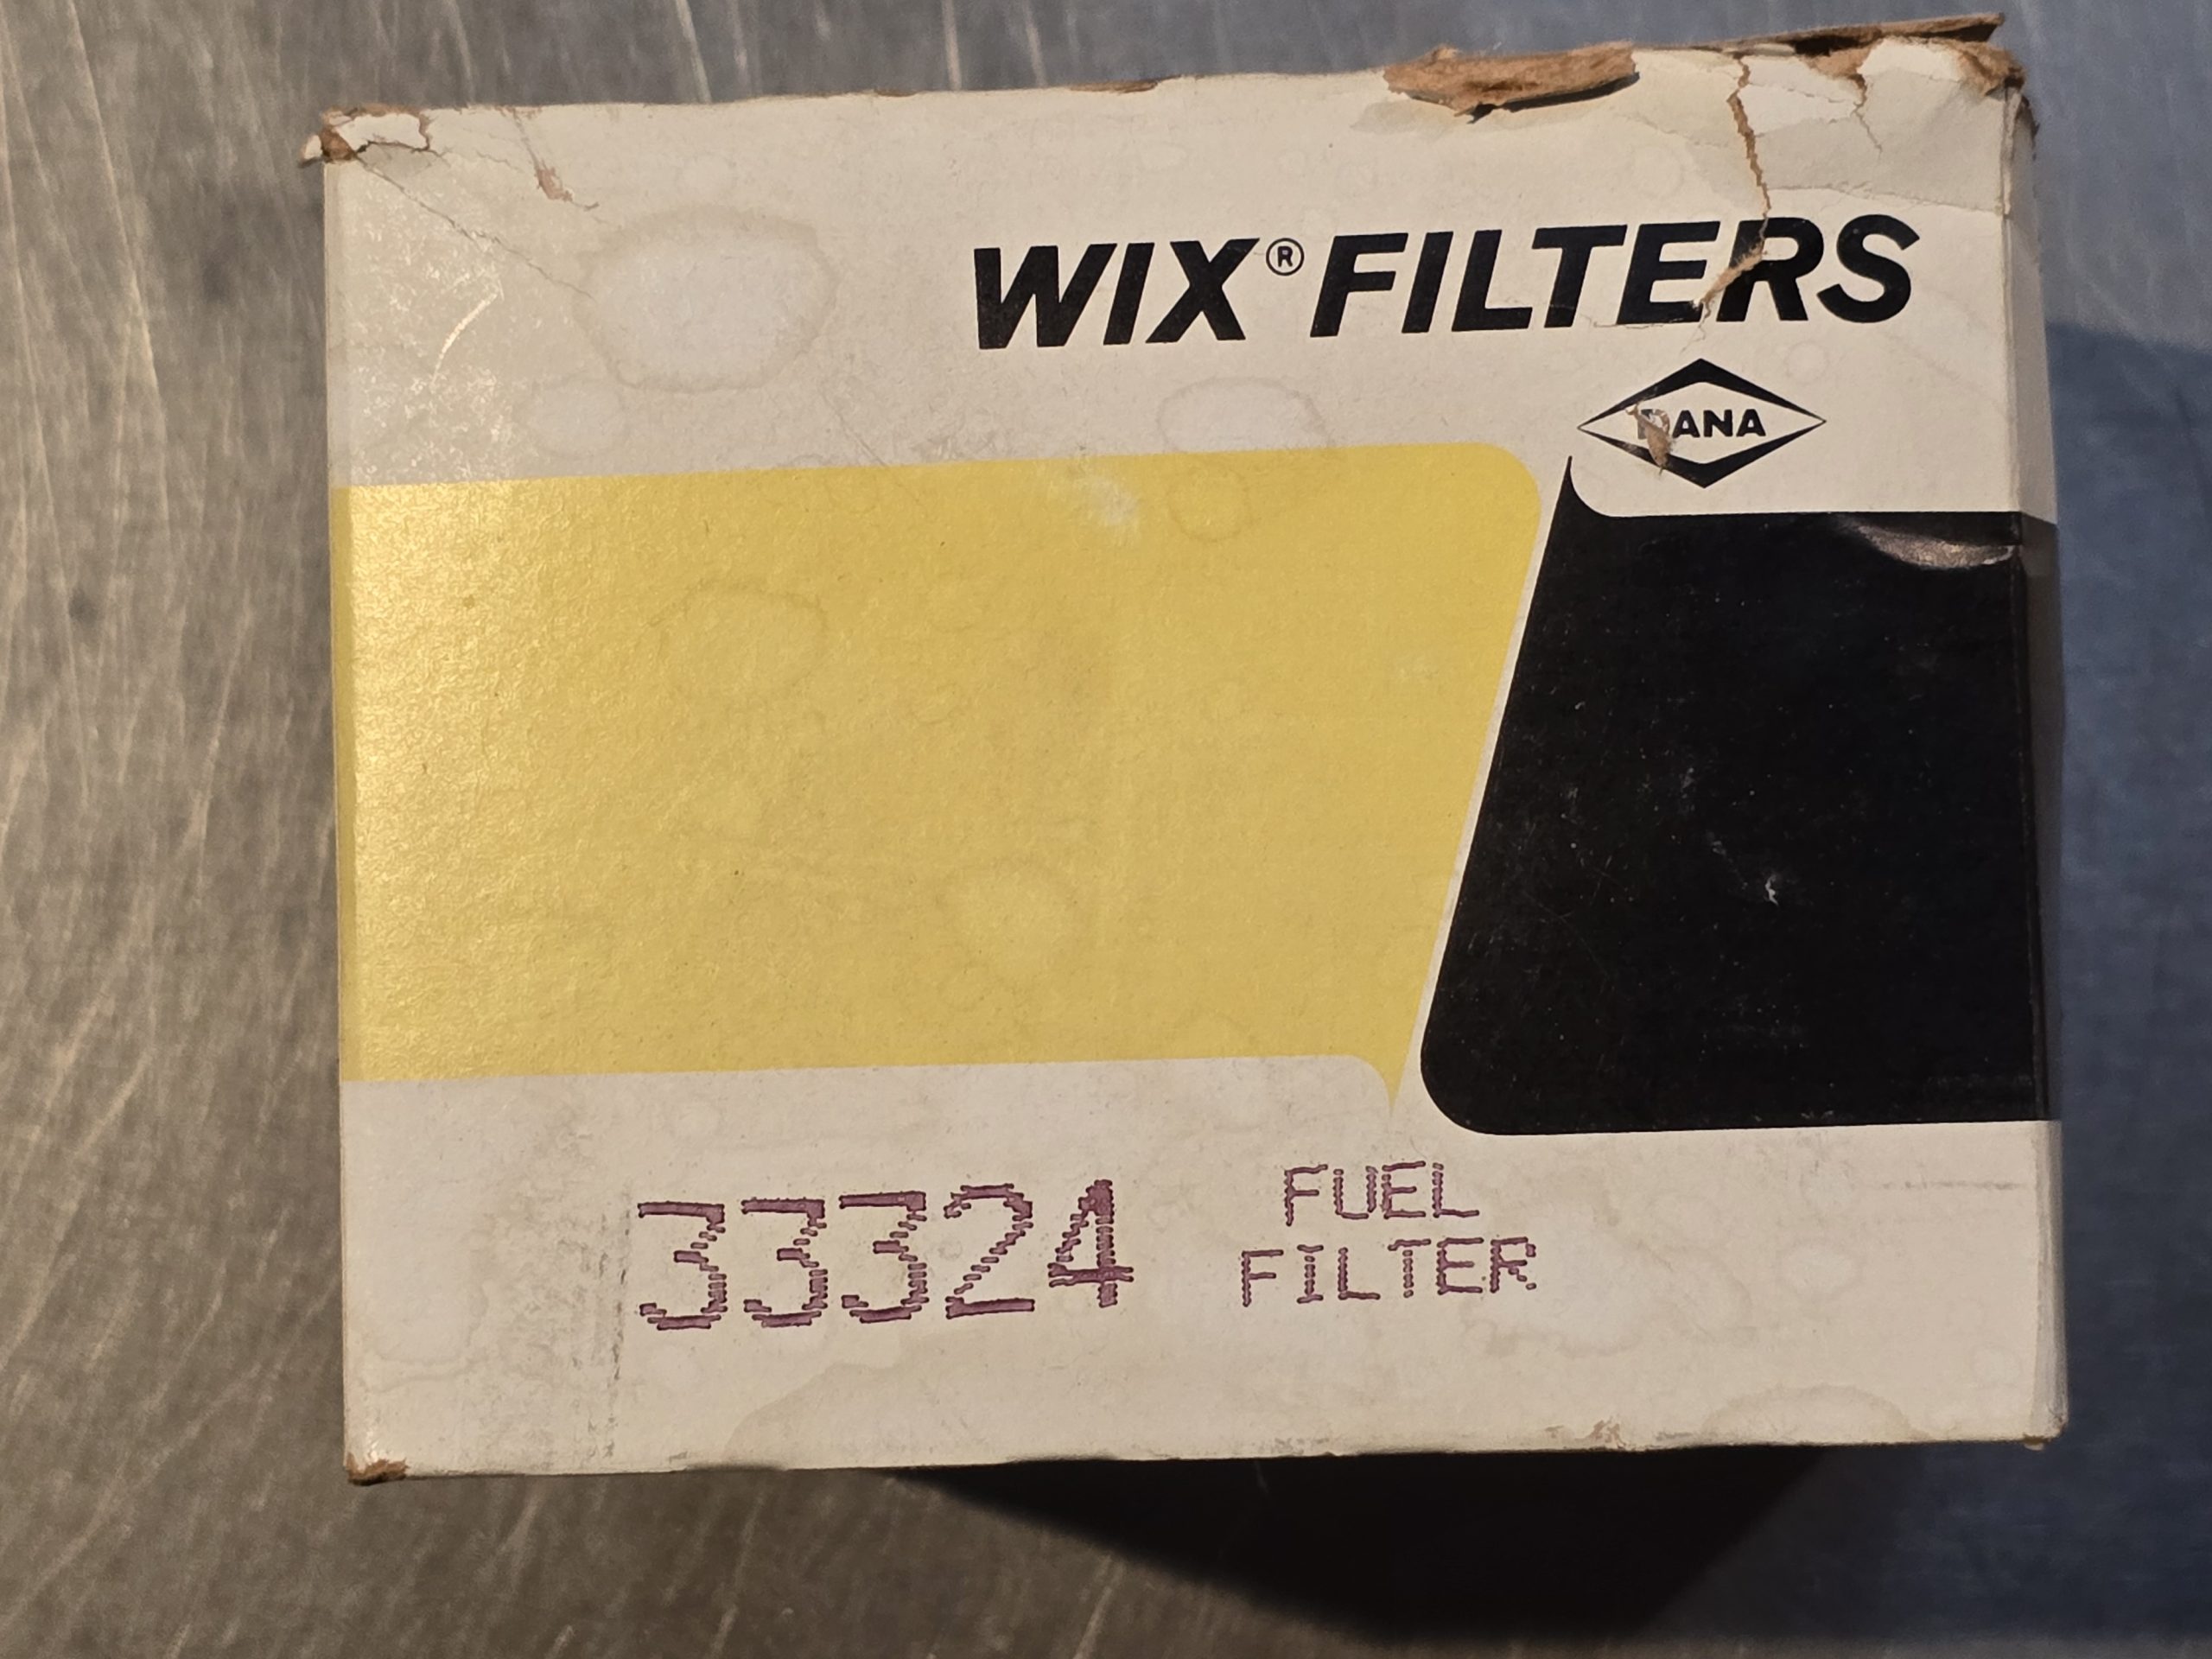 WIX® FILTERS
DANA
33324
FUEL
FILTER